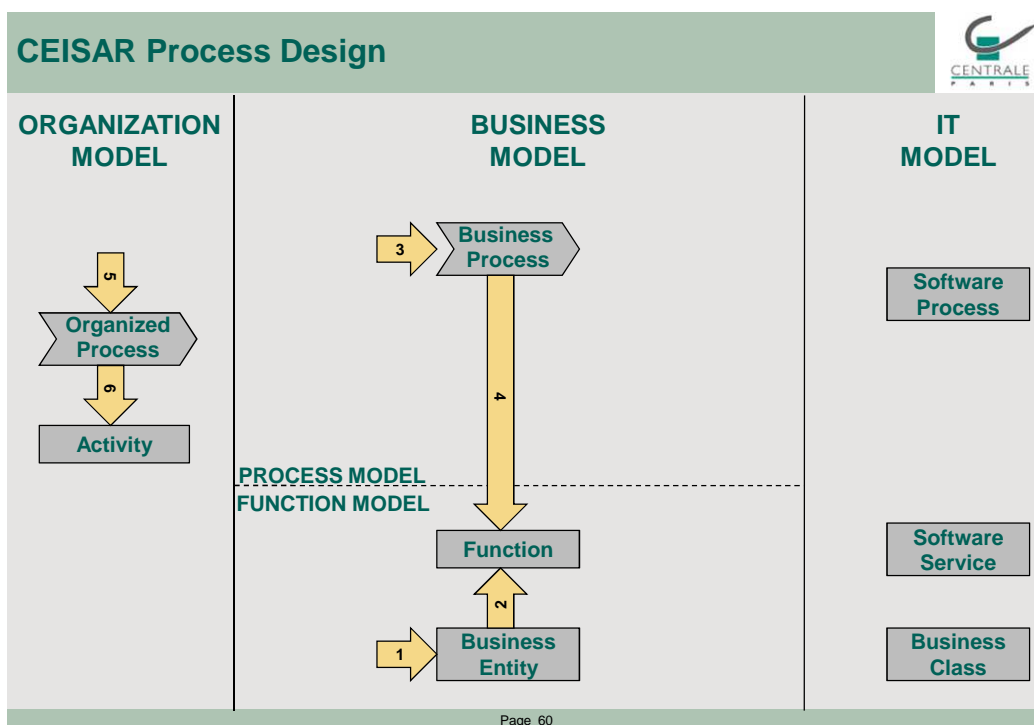 CEISAR Process Design
CENTRALE
PARIS
ORGANIZATION
MODEL
BUSINESS
MODEL
IT
MODEL
3
Business
Process
5
Software
Process
Organized
Process
6
4
Activity
PROCESS MODEL
FUNCTION MODEL
Function
Software
Service
2
1
Business
Entity
Business
Class
Page 60